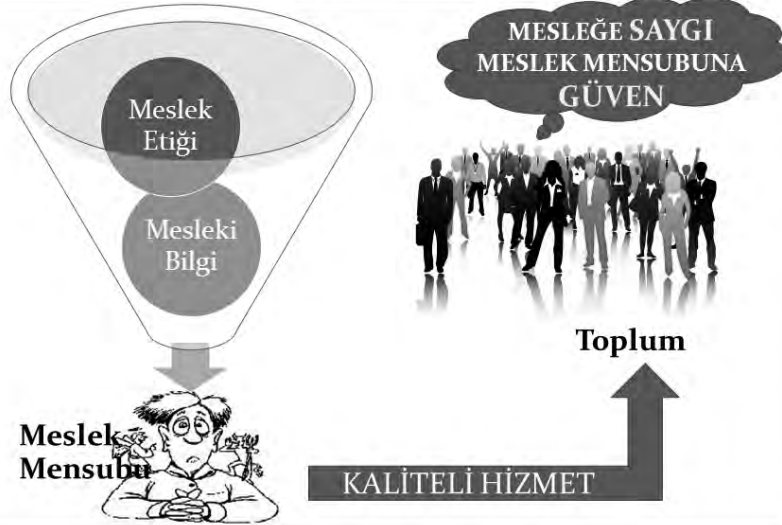 Meslek
Etiği
Mesleki
Bilgi
Meslek
Mensubu
KALİTELİ HİZMET
Toplum
MESLEĞE SAYGI
MESLEK MENSUBUNA
GÜVEN